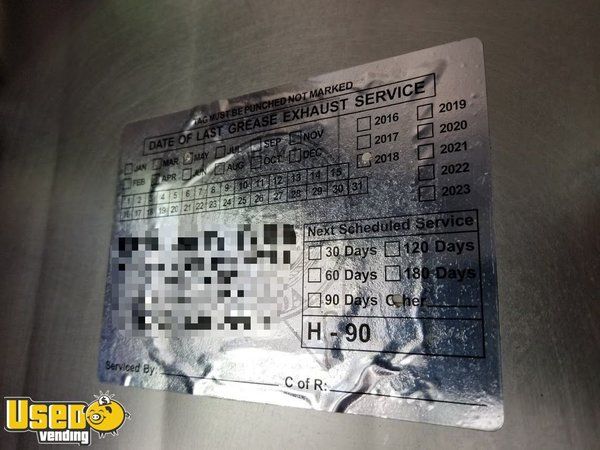 TAG MUST BE PUNCHED NOT MARKED
DATE OF LAST GREASE EXHAUST SERVICE
JAN MAR MAY JUL SEP NOV
FEB APR JUN AUG OCT DEC
1 2 3 4 5 6 7 8 9 10 11 12 13 14 15
16 17 18 19 20 21 22 23 24 25 26 27 28 29 30 31
2016 2019
2017 2020
2018 2021
2022
2023
Next Scheduled Service
30 Days 120 Days
60 Days 180 Days
90 Days Other
H - 90
Serviced By:
C of R:
USED
vending